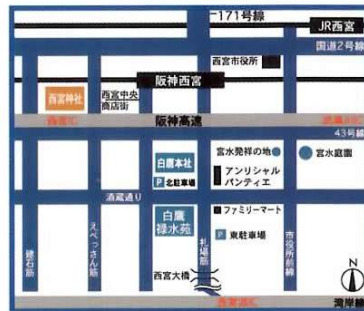 171号線
JR西宮
国道2号線
西宮市役所
阪神西宮
西宮神社
西宮中央
商店街
西宮IC
阪神高速
43号線
白鷹本社
P 北駐車場
宮水発祥の地
宮水庭園
アンリシャル
パンティエ
酒蔵通り
白鷹
禄水苑
ファミリーマート
P 東駐車場
建石筋
えべっさん筋
札場筋
市役所前線
西宮大橋
西宮浜IC
湾岸線
N